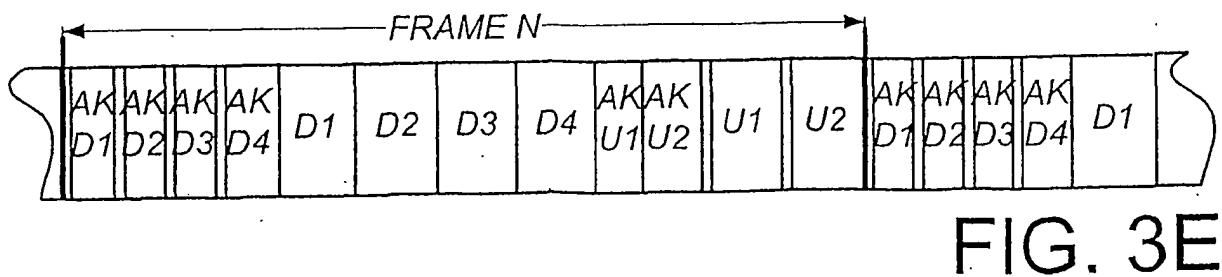 FRAME N
AK AK AK AK AK AK AK AK AK AK
D1 D2 D3 D4 D1 D2 D3 D4 U1 U2 U1 U2 D1 D2 D3 D4 D1
FIG. 3E